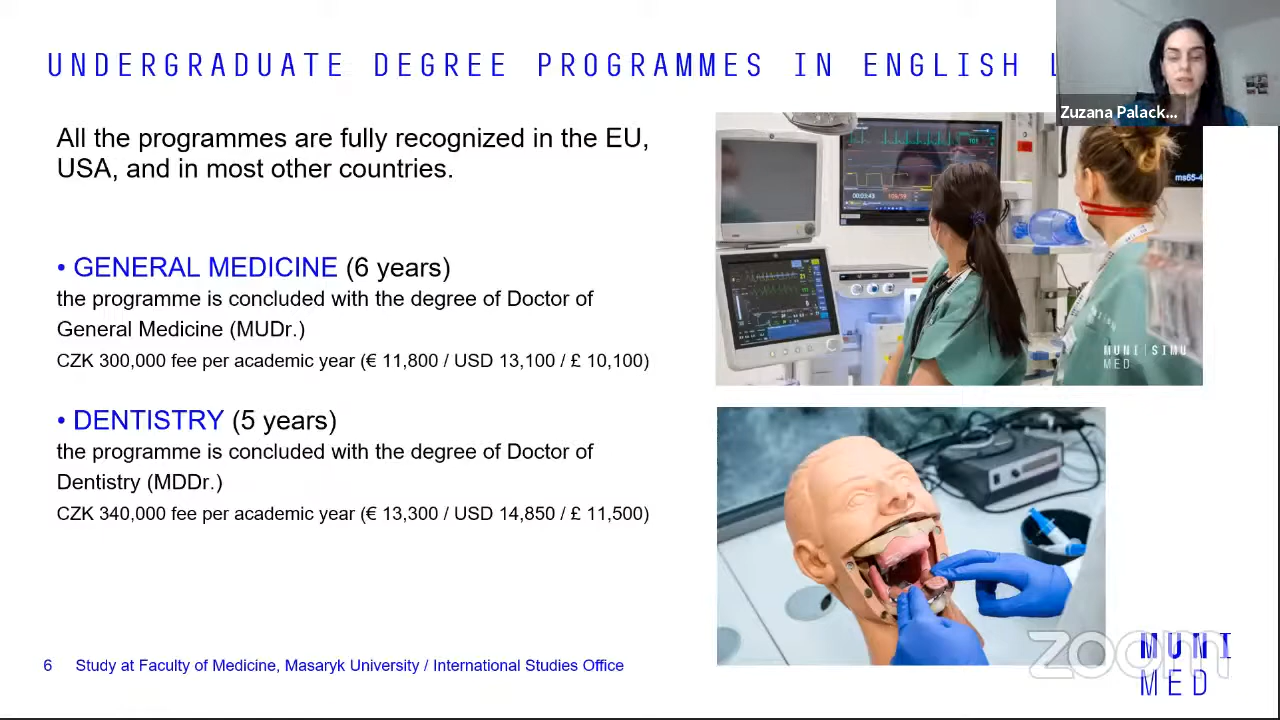 UNDERGRADUATE DEGREE PROGRAMMES IN ENGLISH
Zuzana Palack...
All the programmes are fully recognized in the EU,
USA, and in most other countries.
• GENERAL MEDICINE (6 years)
the programme is concluded with the degree of Doctor of
General Medicine (MUDr.)
CZK 300,000 fee per academic year (€ 11,800 / USD 13,100 / £ 10,100)
• DENTISTRY (5 years)
the programme is concluded with the degree of Doctor of
Dentistry (MDDr.)
CZK 340,000 fee per academic year (€ 13,300 / USD 14,850 / £ 11,500)
ms65-4
MUNI SIMU
MED
6 Study at Faculty of Medicine, Masaryk University / International Studies Office
zoom
MUNI
MED